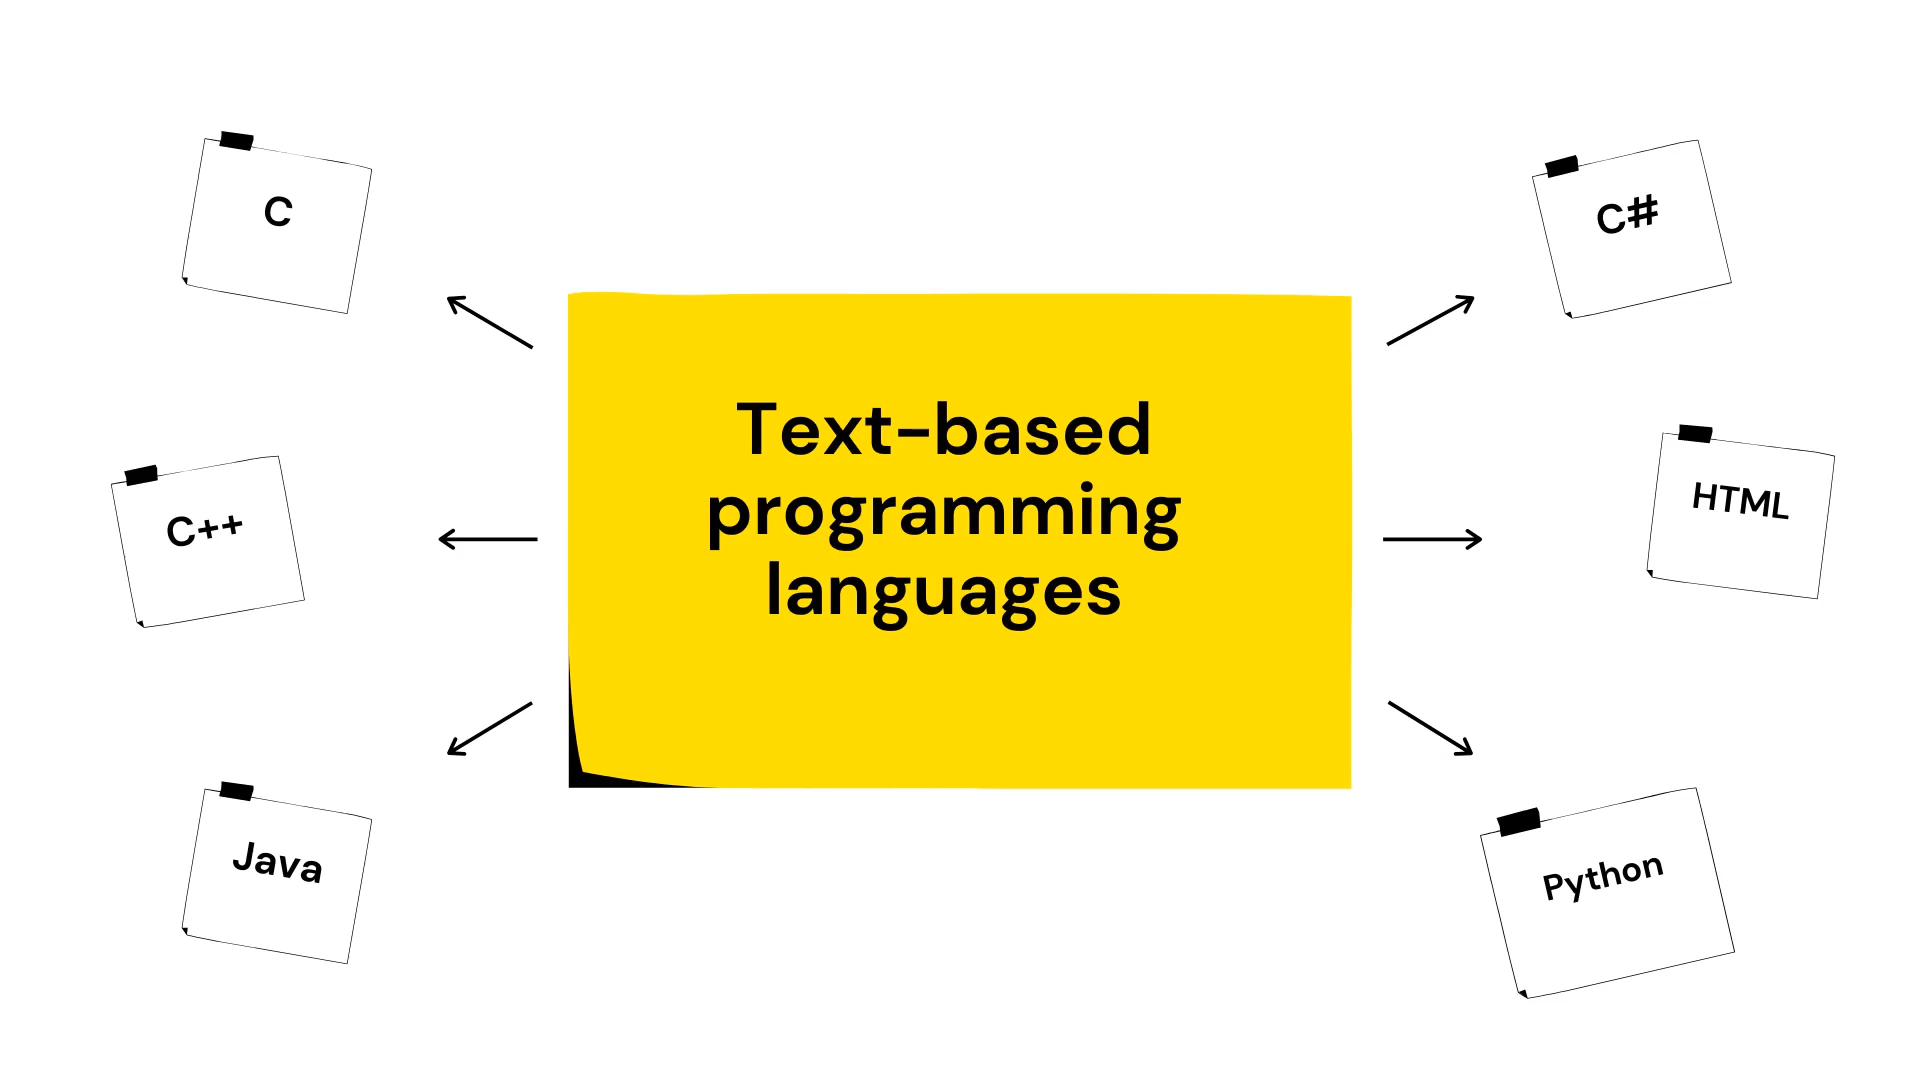 C
C#
Text-based
programming
languages
C++
HTML
Java
Python